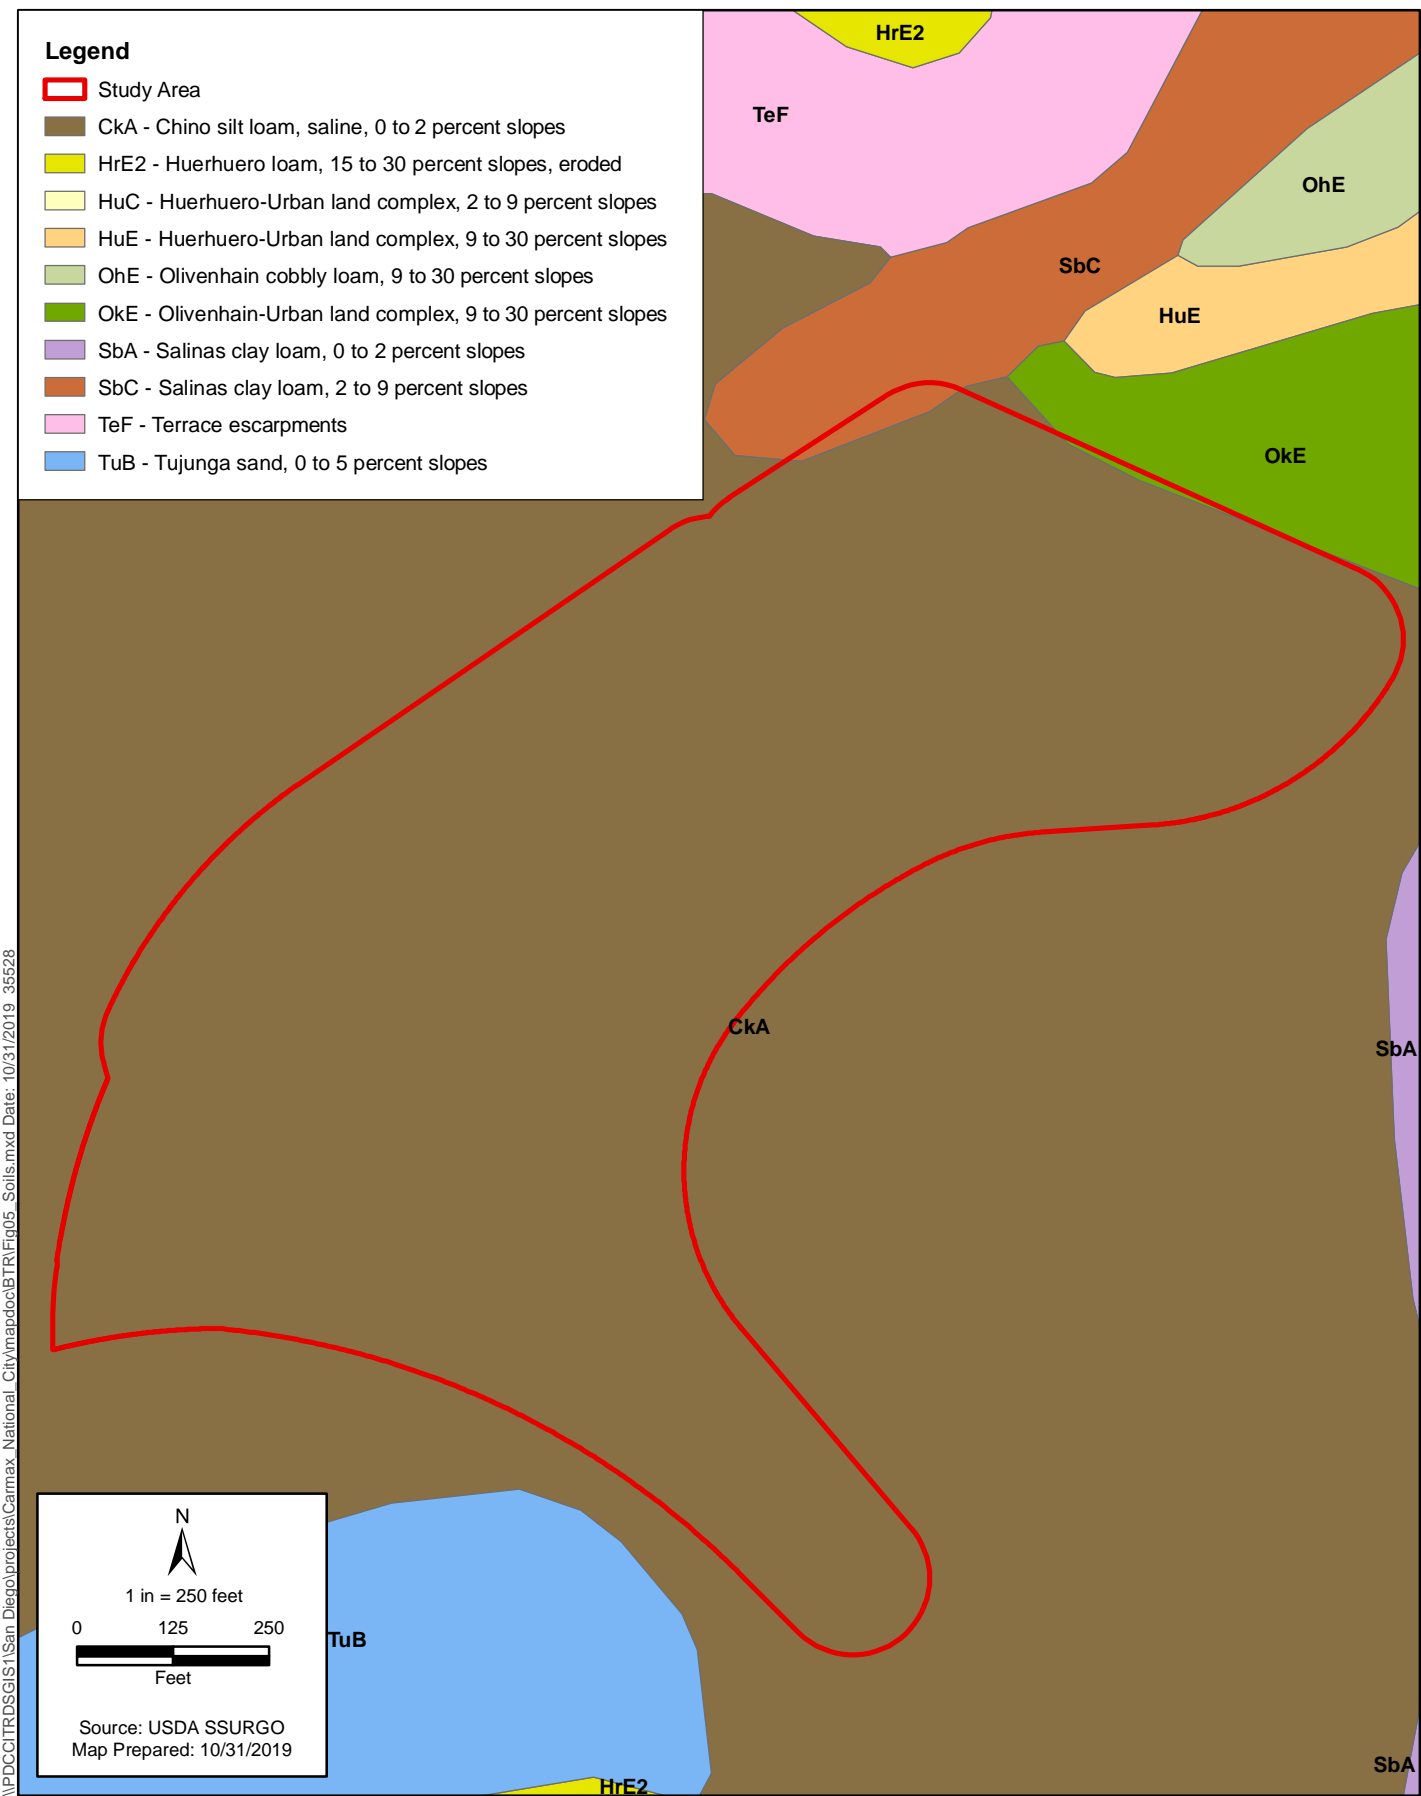 Legend
Study Area
CkA - Chino silt loam, saline, 0 to 2 percent slopes
HrE2 - Huerhuero loam, 15 to 30 percent slopes, eroded
HuC - Huerhuero-Urban land complex, 2 to 9 percent slopes
HuE - Huerhuero-Urban land complex, 9 to 30 percent slopes
OhE - Olivenhain cobbly loam, 9 to 30 percent slopes
OkE - Olivenhain-Urban land complex, 9 to 30 percent slopes
SbA - Salinas clay loam, 0 to 2 percent slopes
SbC - Salinas clay loam, 2 to 9 percent slopes
TeF - Terrace escarpments
TuB - Tujunga sand, 0 to 5 percent slopes
HrE2
TeF
OhE
SbC
HuE
OkE
CkA
SbA
TuB
SbA
HrE2
N
1 in = 250 feet
0 125 250
Feet
Source: USDA SSURGO
Map Prepared: 10/31/2019
\\PDCCITRDSGIS1\San Diego\projects\Carmax_National_City\mapdoc\BTR\Fig05_Soils.mxd Date: 10/31/2019 35528